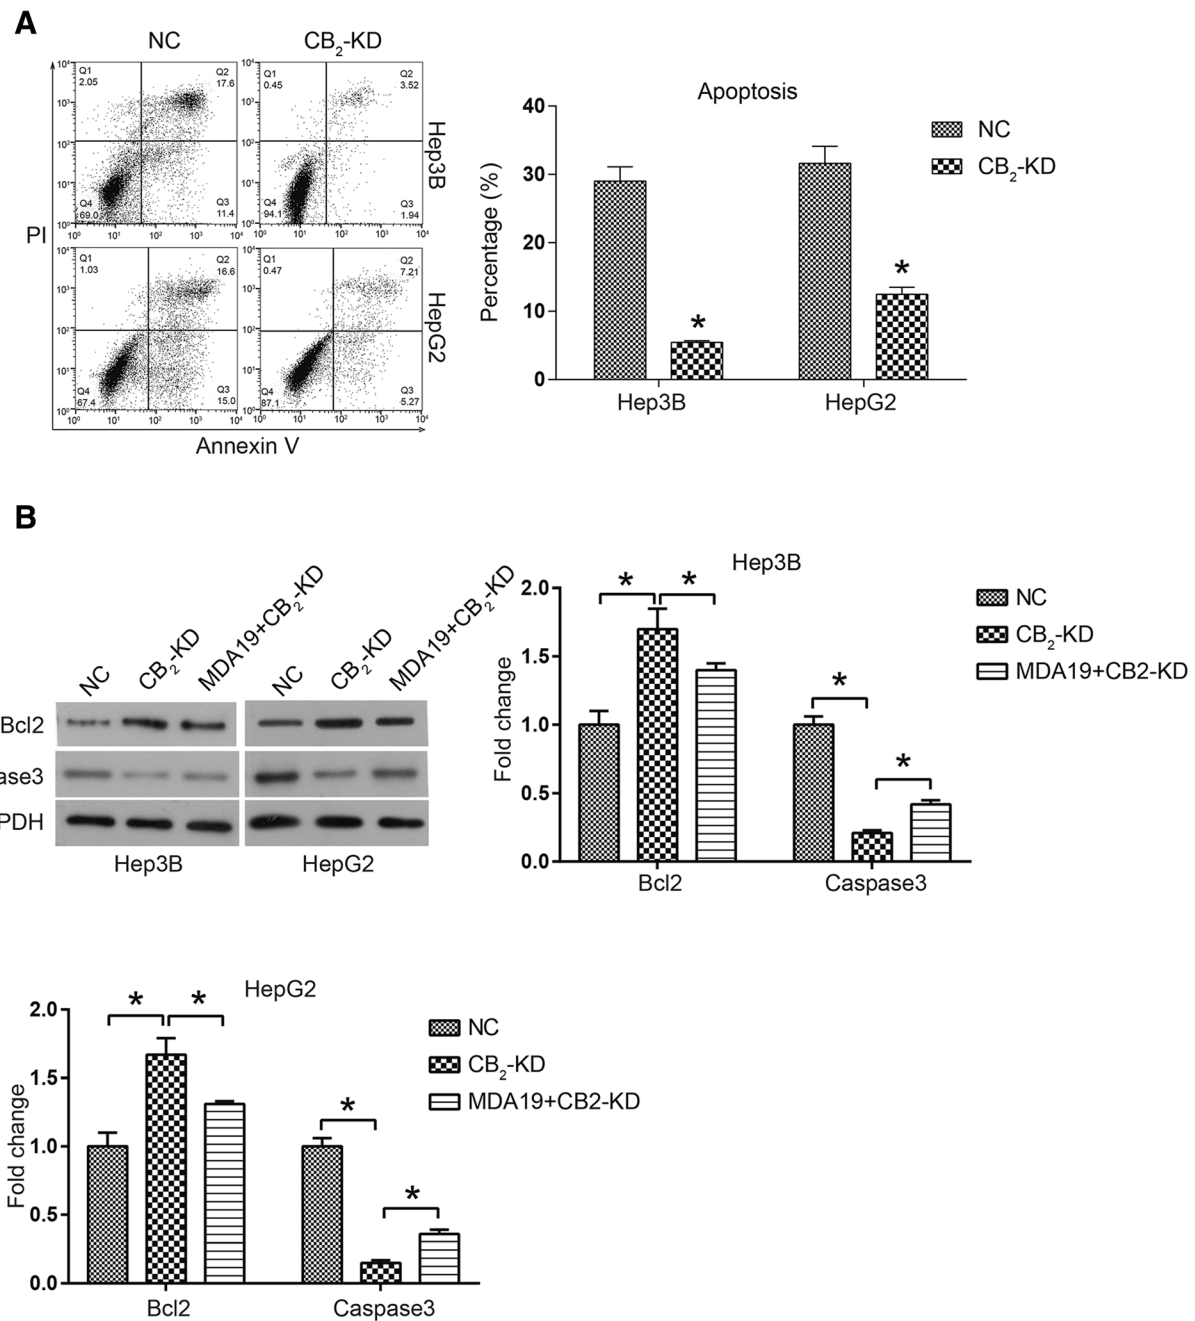 A
NC CB2-KD
Q1 2.05 Q2 17.6
Q4 69.0 Q3 11.4
Q1 0.45 Q2 3.52
Q4 94.1 Q3 1.94
Hep3B
Q1 1.03 Q2 16.6
Q4 67.4 Q3 15.0
Q1 0.47 Q2 7.21
Q4 87.1 Q3 5.27
HepG2
10⁰ 10¹ 10² 10³ 10⁴
PI
Annexin V
Apoptosis
Percentage (%)
40
30
20
10
0
* *
Hep3B HepG2
NC
CB2-KD
B
NC CB2-KD MDA19+CB2-KD NC CB2-KD MDA19+CB2-KD
Bcl2
ase3
PDH
Hep3B HepG2
Hep3B
Fold change
2.0
1.5
1.0
0.5
0.0
* * * *
Bcl2 Caspase3
NC
CB2-KD
MDA19+CB2-KD
HepG2
Fold change
2.0
1.5
1.0
0.5
0.0
* * * *
Bcl2 Caspase3
NC
CB2-KD
MDA19+CB2-KD